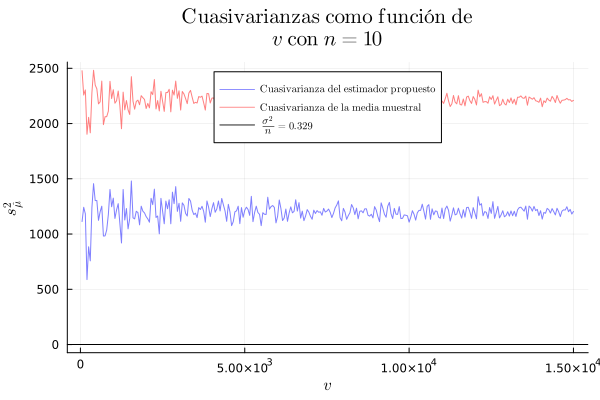 Cuasivarianzas como función de
v con n = 10
Cuasivarianza del estimador propuesto
Cuasivarianza de la media muestral
σ²/n = 0.329
2500
2000
1500
1000
500
0
s²_μ̂
0
5.00×10³
1.00×10⁴
1.50×10⁴
v